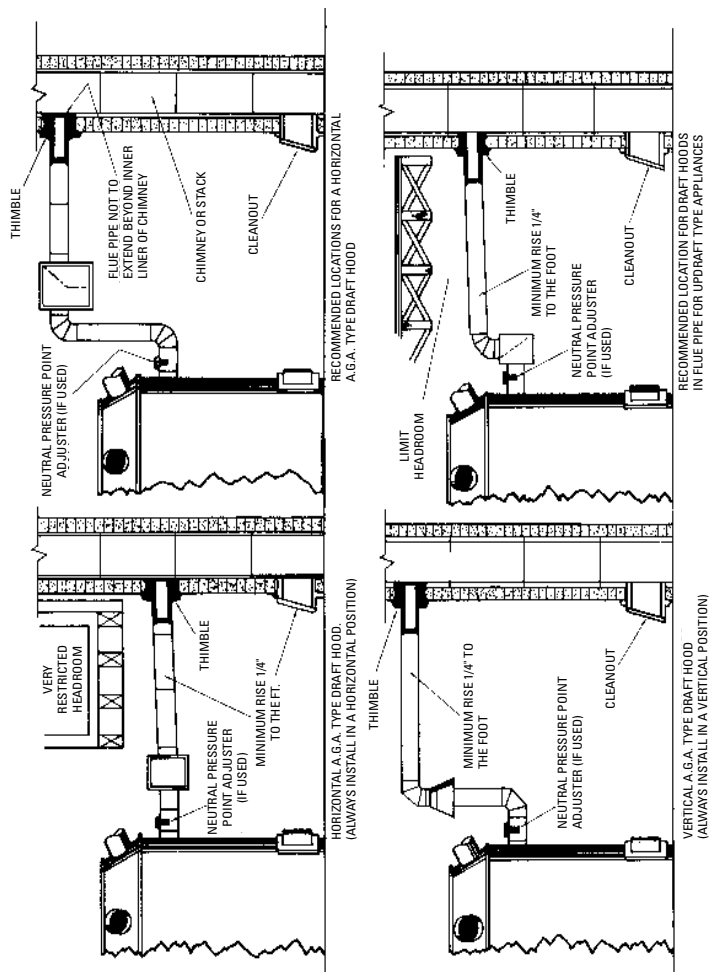 VERY
RESTRICTED
HEADROOM
THIMBLE
MINIMUM RISE 1/4"
TO THE FT.
NEUTRAL PRESSURE
POINT ADJUSTER
(IF USED)
CLEANOUT
HORIZONTAL A.G.A. TYPE DRAFT HOOD.
(ALWAYS INSTALL IN A HORIZONTAL POSITION)
THIMBLE
FLUE PIPE NOT TO
EXTEND BEYOND INNER
LINER OF CHIMNEY
CHIMNEY OR STACK
CLEANOUT
NEUTRAL PRESSURE POINT
ADJUSTER (IF USED)
RECOMMENDED LOCATIONS FOR A HORIZONTAL
A.G.A. TYPE DRAFT HOOD
THIMBLE
MINIMUM RISE 1/4" TO
THE FOOT
NEUTRAL PRESSURE POINT
ADJUSTER (IF USED)
CLEANOUT
VERTICAL A.G.A. TYPE DRAFT HOOD
(ALWAYS INSTALL IN A VERTICAL POSITION)
LIMIT
HEADROOM
THIMBLE
MINIMUM RISE 1/4"
TO THE FOOT
NEUTRAL PRESSURE
POINT ADJUSTER
(IF USED)
CLEANOUT
RECOMMENDED LOCATION FOR DRAFT HOODS
IN FLUE PIPE FOR UPDRAFT TYPE APPLIANCES